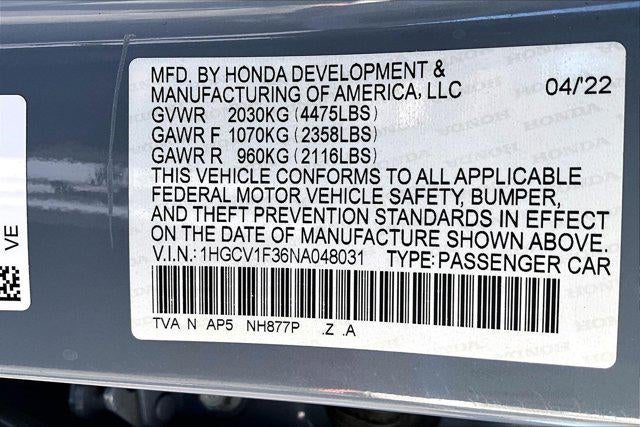 MFD. BY HONDA DEVELOPMENT &
MANUFACTURING OF AMERICA, LLC 04/'22
GVWR 2030KG (4475LBS)
GAWR F 1070KG (2358LBS)
GAWR R 960KG (2116LBS)
THIS VEHICLE CONFORMS TO ALL APPLICABLE
FEDERAL MOTOR VEHICLE SAFETY, BUMPER,
AND THEFT PREVENTION STANDARDS IN EFFECT
ON THE DATE OF MANUFACTURE SHOWN ABOVE.
V.I.N.: 1HGCV1F36NA048031 TYPE: PASSENGER CAR
TVA N AP5 NH877P .Z .A
VE
HONDA